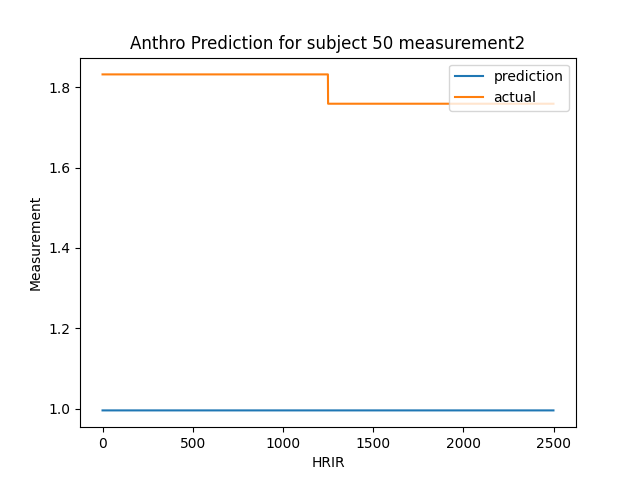 Anthro Prediction for subject 50 measurement2
prediction
actual
Measurement
1.8
1.6
1.4
1.2
1.0
0
500
1000
1500
2000
2500
HRIR